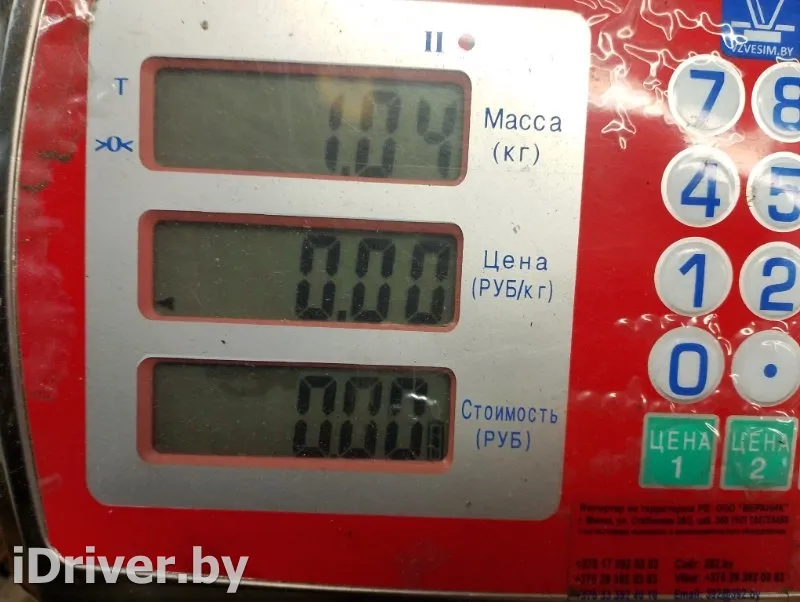 II
VZVESIM.BY
Т
>0<
1.04
Масса
(кг)
0.00
Цена
(РУБ/кг)
0.00
Стоимость
(РУБ)
7 8
4 5
1 2
0 .
ЦЕНА
1
ЦЕНА
2
iDriver.by